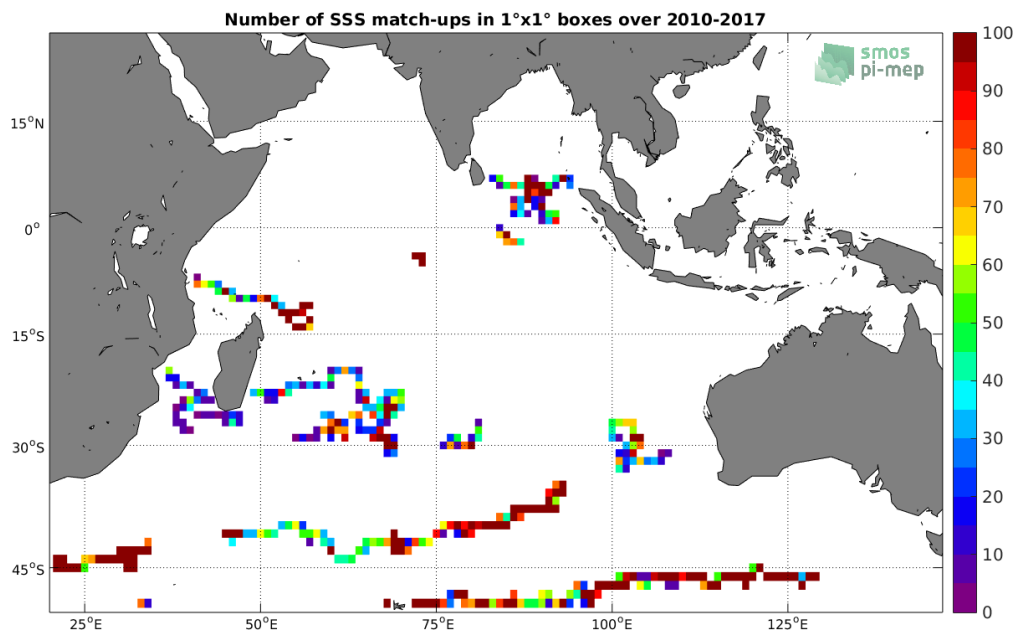 Number of SSS match-ups in 1°x1° boxes over 2010-2017
smos
pi-mep
100
90
80
70
60
50
40
30
20
10
0
15°N
0°
15°S
30°S
45°S
25°E
50°E
75°E
100°E
125°E